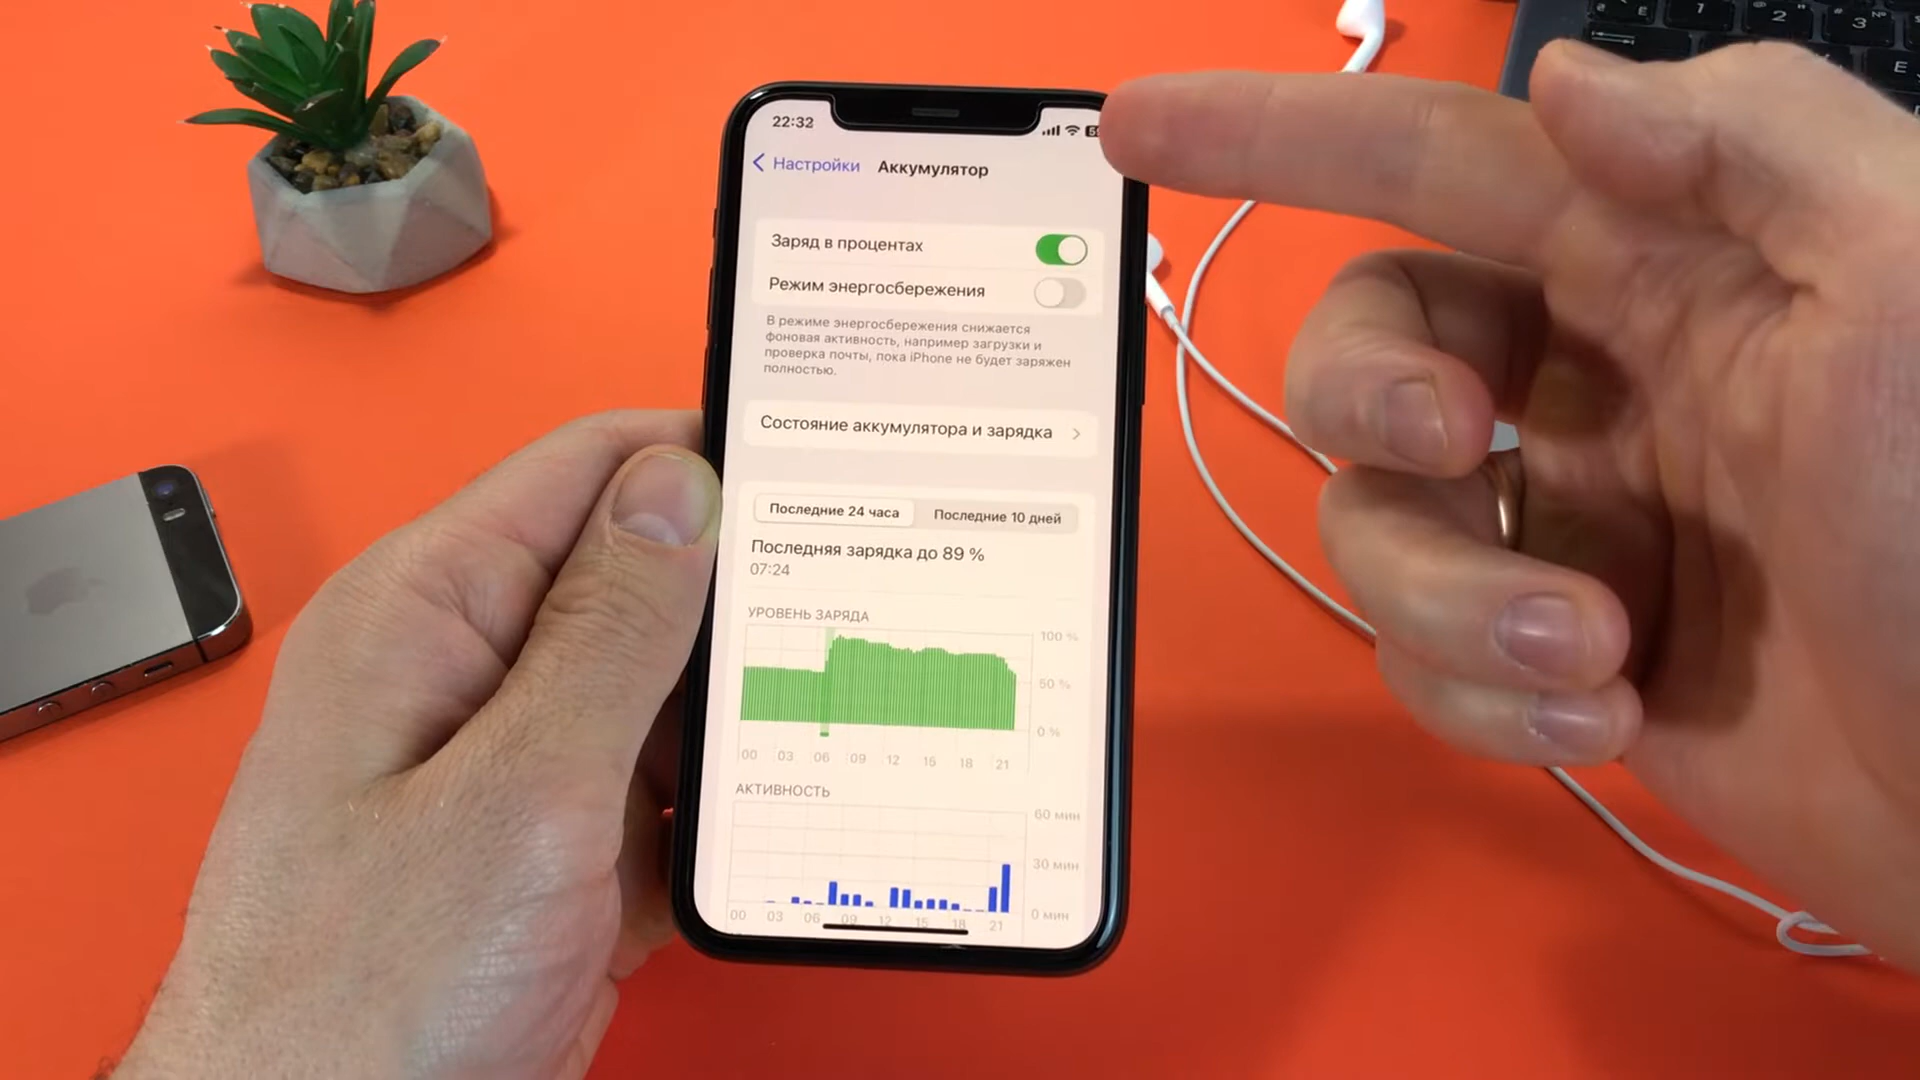 22:32
Настройки
Аккумулятор
Заряд в процентах
Режим энергосбережения
В режиме энергосбережения снижается
фоновая активность, например загрузки и
проверка почты, пока iPhone не будет заряжен
полностью.
Состояние аккумулятора и зарядка
Последние 24 часа
Последние 10 дней
Последняя зарядка до 89 %
07:24
УРОВЕНЬ ЗАРЯДА
100 %
50 %
0 %
00 03 06 09 12 15 18 21
АКТИВНОСТЬ
60 мин
30 мин
0 мин
00 03 06 09 12 15 18 21
1
2
3
E